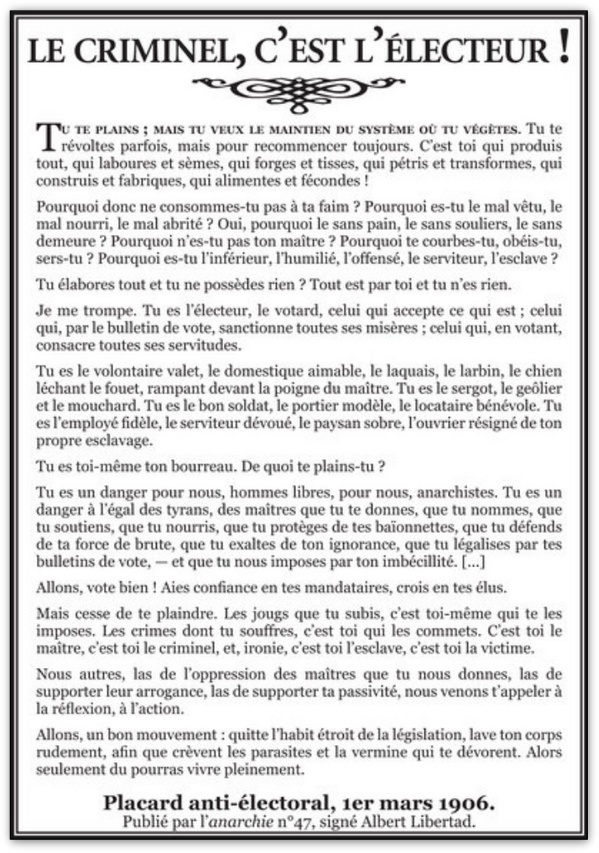 LE CRIMINEL, C’EST L’ÉLECTEUR !
TU TE PLAINS ; MAIS TU VEUX LE MAINTIEN DU SYSTÈME OÙ TU VÉGÈTES. Tu te
révoltes parfois, mais pour recommencer toujours. C’est toi qui produis
tout, qui laboures et sèmes, qui forges et tisses, qui pétris et transformes, qui
construis et fabriques, qui alimentes et fécondes !
Pourquoi donc ne consommes-tu pas à ta faim ? Pourquoi es-tu le mal vêtu, le
mal nourri, le mal abrité ? Oui, pourquoi le sans pain, le sans souliers, le sans
demeure ? Pourquoi n’es-tu pas ton maître ? Pourquoi te courbes-tu, obéis-tu,
sers-tu ? Pourquoi es-tu l’inférieur, l’humilié, l’offensé, le serviteur, l’esclave ?
Tu élabores tout et tu ne possèdes rien ? Tout est par toi et tu n’es rien.
Je me trompe. Tu es l’électeur, le votard, celui qui accepte ce qui est ; celui
qui, par le bulletin de vote, sanctionne toutes ses misères ; celui qui, en votant,
consacre toutes ses servitudes.
Tu es le volontaire valet, le domestique aimable, le laquais, le larbin, le chien
léchant le fouet, rampant devant la poigne du maître. Tu es le sergot, le geôlier
et le mouchard. Tu es le bon soldat, le portier modèle, le locataire bénévole. Tu
es l’employé fidèle, le serviteur dévoué, le paysan sobre, l’ouvrier résigné de ton
propre esclavage.
Tu es toi-même ton bourreau. De quoi te plains-tu ?
Tu es un danger pour nous, hommes libres, pour nous, anarchistes. Tu es un
danger à l’égal des tyrans, des maîtres que tu te donnes, que tu nommes, que
tu soutiens, que tu nourris, que tu protèges de tes baïonnettes, que tu défends
de ta force de brute, que tu exaltes de ton ignorance, que tu légalises par tes
bulletins de vote, — et que tu nous imposes par ton imbécillité. [...]
Allons, vote bien ! Aies confiance en tes mandataires, crois en tes élus.
Mais cesse de te plaindre. Les jougs que tu subis, c’est toi-même qui te les
imposes. Les crimes dont tu souffres, c’est toi qui les commets. C’est toi le
maître, c’est toi le criminel, et, ironie, c’est toi l’esclave, c’est toi la victime.
Nous autres, las de l’oppression des maîtres que tu nous donnes, las de
supporter leur arrogance, las de supporter ta passivité, nous venons t’appeler à
la réflexion, à l’action.
Allons, un bon mouvement : quitte l’habit étroit de la législation, lave ton corps
rudement, afin que crèvent les parasites et la vermine qui te dévorent. Alors
seulement du pourras vivre pleinement.
Placard anti-électoral, 1er mars 1906.
Publié par l’anarchie n°47, signé Albert Libertad.